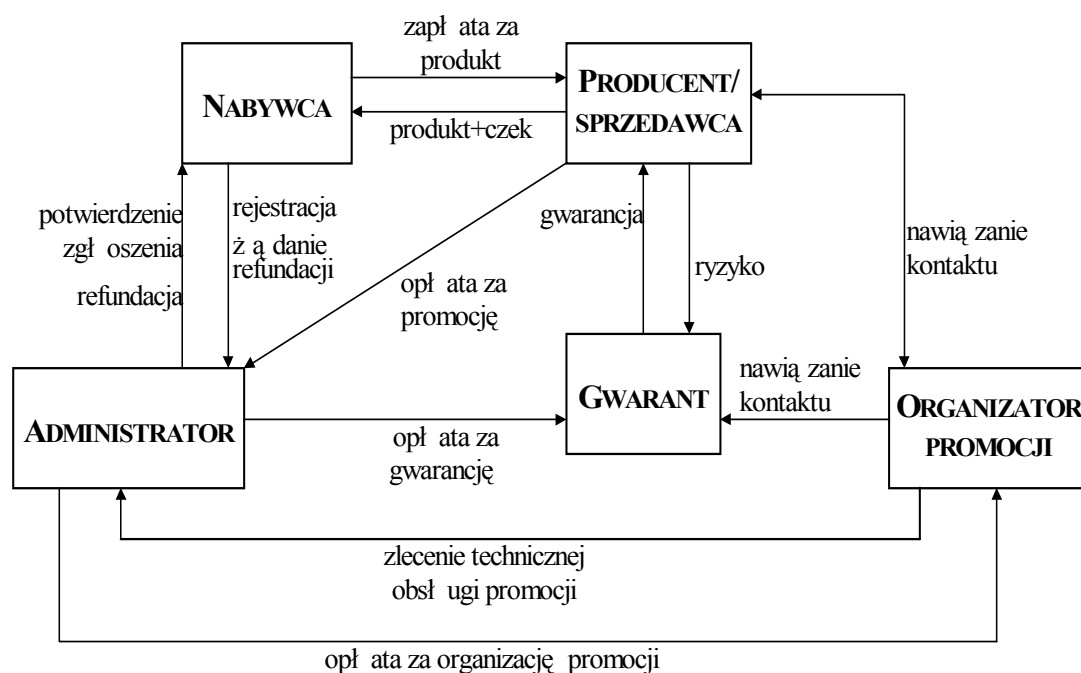 zapł ata za
produkt
NABYWCA
PRODUCENT/
SPRZEDAWCA
produkt+czek
potwierdzenie
zgł oszenia
refundacja
rejestracja
ż ą danie
refundacji
gwarancja
ryzyko
nawią zanie
kontaktu
opł ata za
promocję
ADMINISTRATOR
GWARANT
nawią zanie
kontaktu
ORGANIZATOR
PROMOCJI
opł ata za
gwarancję
zlecenie technicznej
obsł ugi promocji
opł ata za organizację promocji